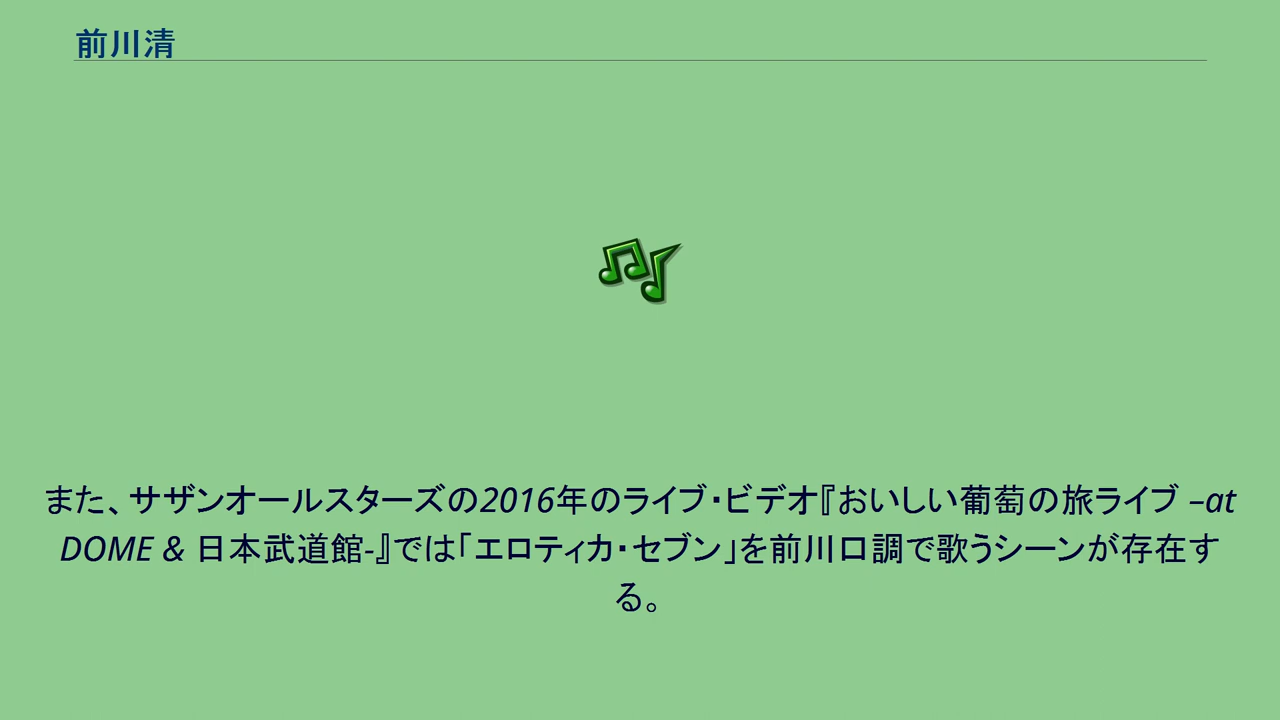 前川清
また、サザンオールスターズの2016年のライブ・ビデオ『おいしい葡萄の旅ライブ –at
DOME & 日本武道館-』では「エロティカ・セブン」を前川口調で歌うシーンが存在す
る。